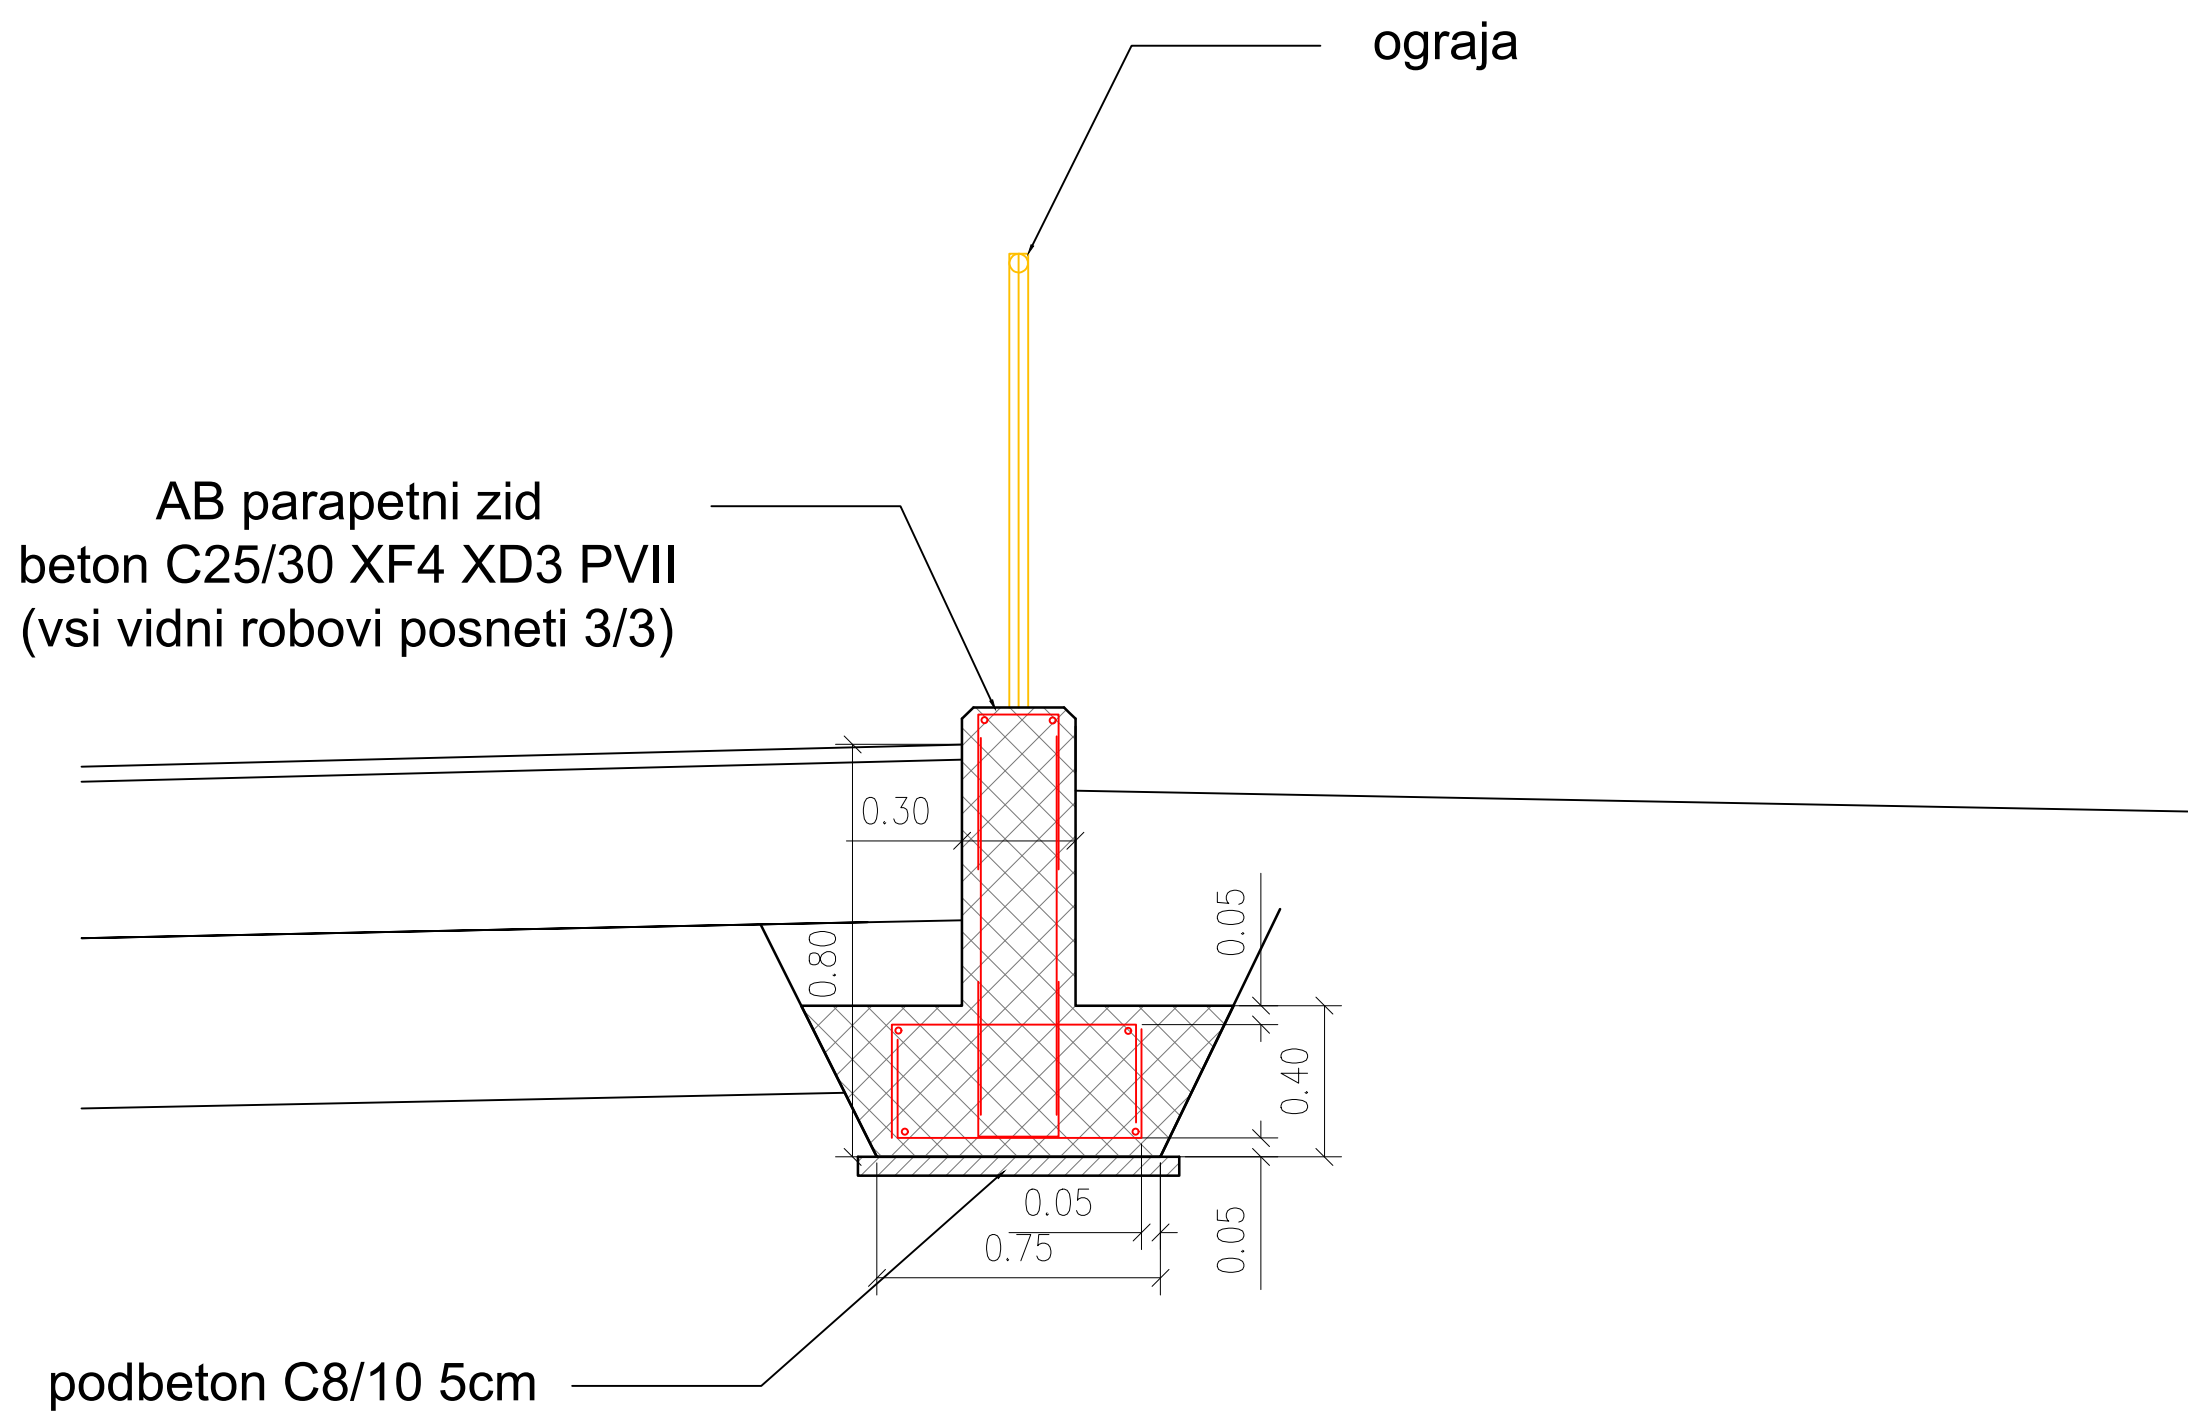 ograja
AB parapetni zid
beton C25/30 XF4 XD3 PVII
(vsi vidni robovi posneti 3/3)
0.30
0.80
0.05
0.40
0.05
0.75
0.05
podbeton C8/10 5cm